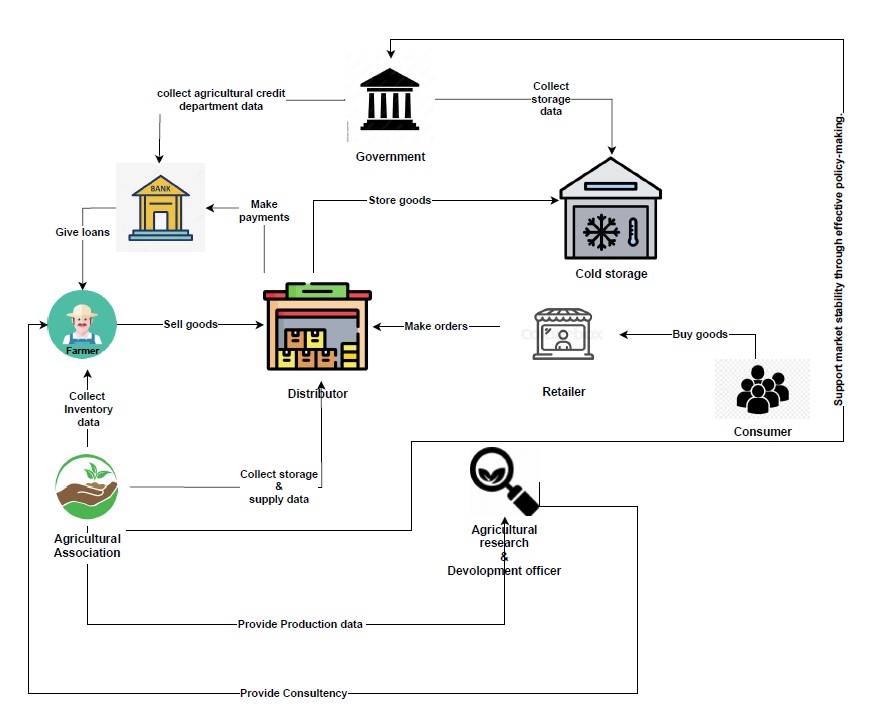 collect agricultural credit
department data
Collect
storage
data
Government
BANK
Give loans
Make
payments
Store goods
Cold storage
Farmer
Sell goods
Distributor
Make orders
Retailer
Buy goods
Consumer
Support market stability through effective policy-making.
Collect
Inventory
data
Collect storage
&
supply data
Agricultural
Association
Agricultural
research
&
Devolopment officer
Provide Production data
Provide Consultency